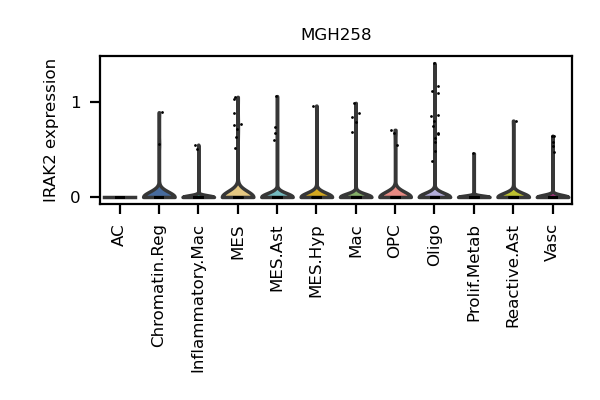 MGH258
IRAK2 expression
1
0
AC
Chromatin.Reg
Inflammatory.Mac
MES
MES.Ast
MES.Hyp
Mac
OPC
Oligo
Prolif.Metab
Reactive.Ast
Vasc